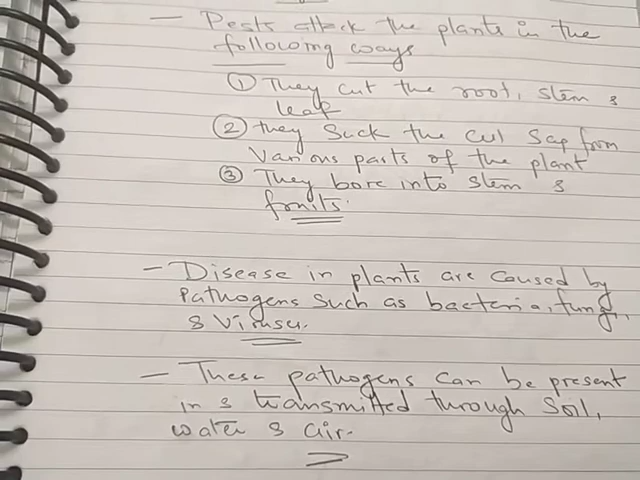 - Pests attack the plants in the
following ways
① They cut the root, stem &
leaf
② they suck the cell sap from
various parts of the plant
③ They bore into stem &
fruits.
- Disease in plants are caused by
pathogens such as bacteria, fungi,
& viruses.
- These pathogens can be present
in & transmitted through soil,
water & air.